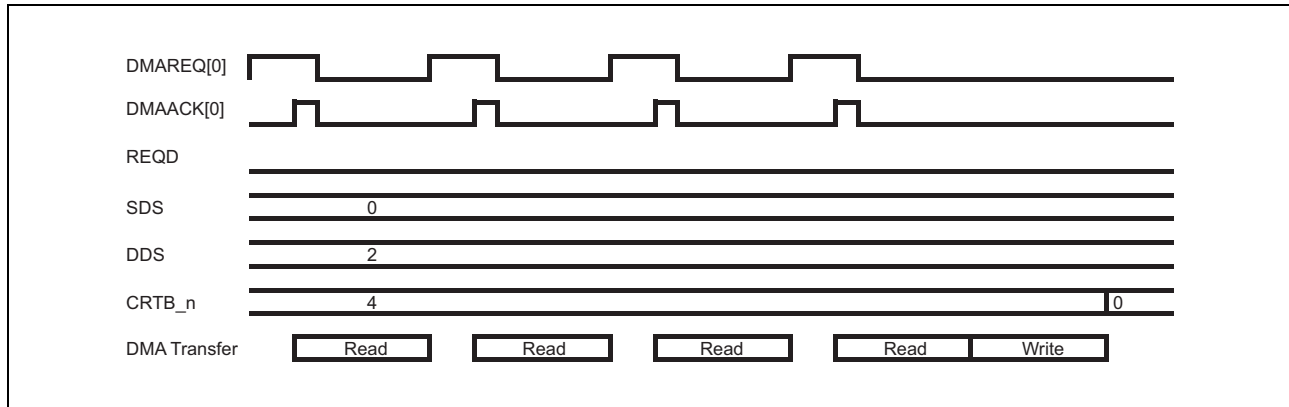 DMAREQ[0]
DMAACK[0]
REQD
SDS 0
DDS 2
CRTB_n 4 0
DMA Transfer Read Read Read Read Write